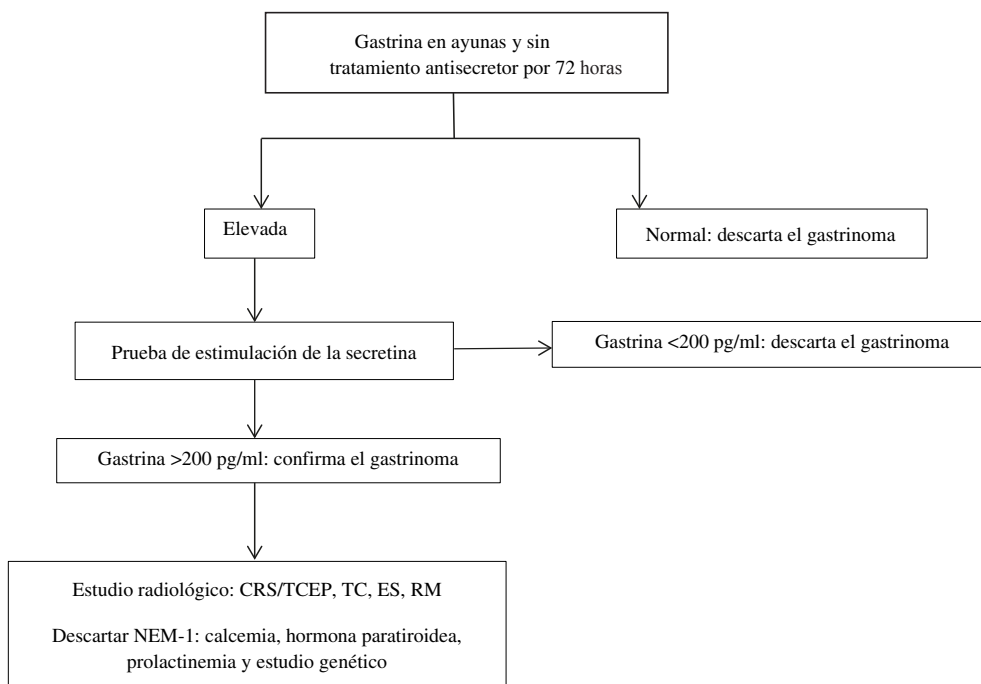 Gastrina en ayunas y sin
tratamiento antisecretor por 72 horas
Elevada
Normal: descarta el gastrinoma
Prueba de estimulación de la secretina
Gastrina <200 pg/ml: descarta el gastrinoma
Gastrina >200 pg/ml: confirma el gastrinoma
Estudio radiológico: CRS/TCEP, TC, ES, RM
Descartar NEM-1: calcemia, hormona paratiroidea,
prolactinemia y estudio genético